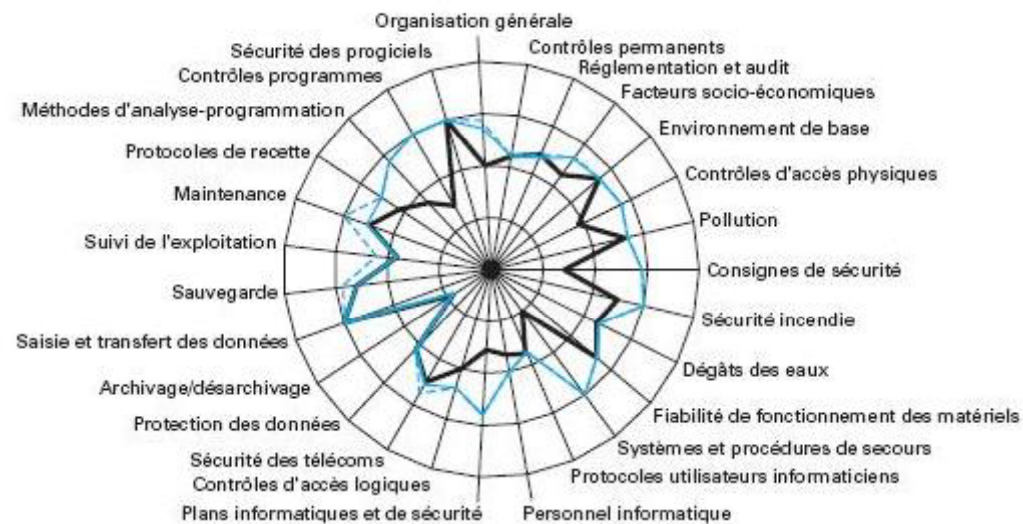 Organisation générale
Contrôles permanents
Réglementation et audit
Facteurs socio-économiques
Environnement de base
Contrôles d'accès physiques
Pollution
Consignes de sécurité
Sécurité incendie
Dégâts des eaux
Fiabilité de fonctionnement des matériels
Systèmes et procédures de secours
Protocoles utilisateurs informaticiens
Personnel informatique
Plans informatiques et de sécurité
Contrôles d'accès logiques
Sécurité des télécoms
Protection des données
Archivage/désarchivage
Saisie et transfert des données
Sauvegarde
Suivi de l'exploitation
Maintenance
Protocoles de recette
Méthodes d'analyse-programmation
Contrôles programmes
Sécurité des progiciels